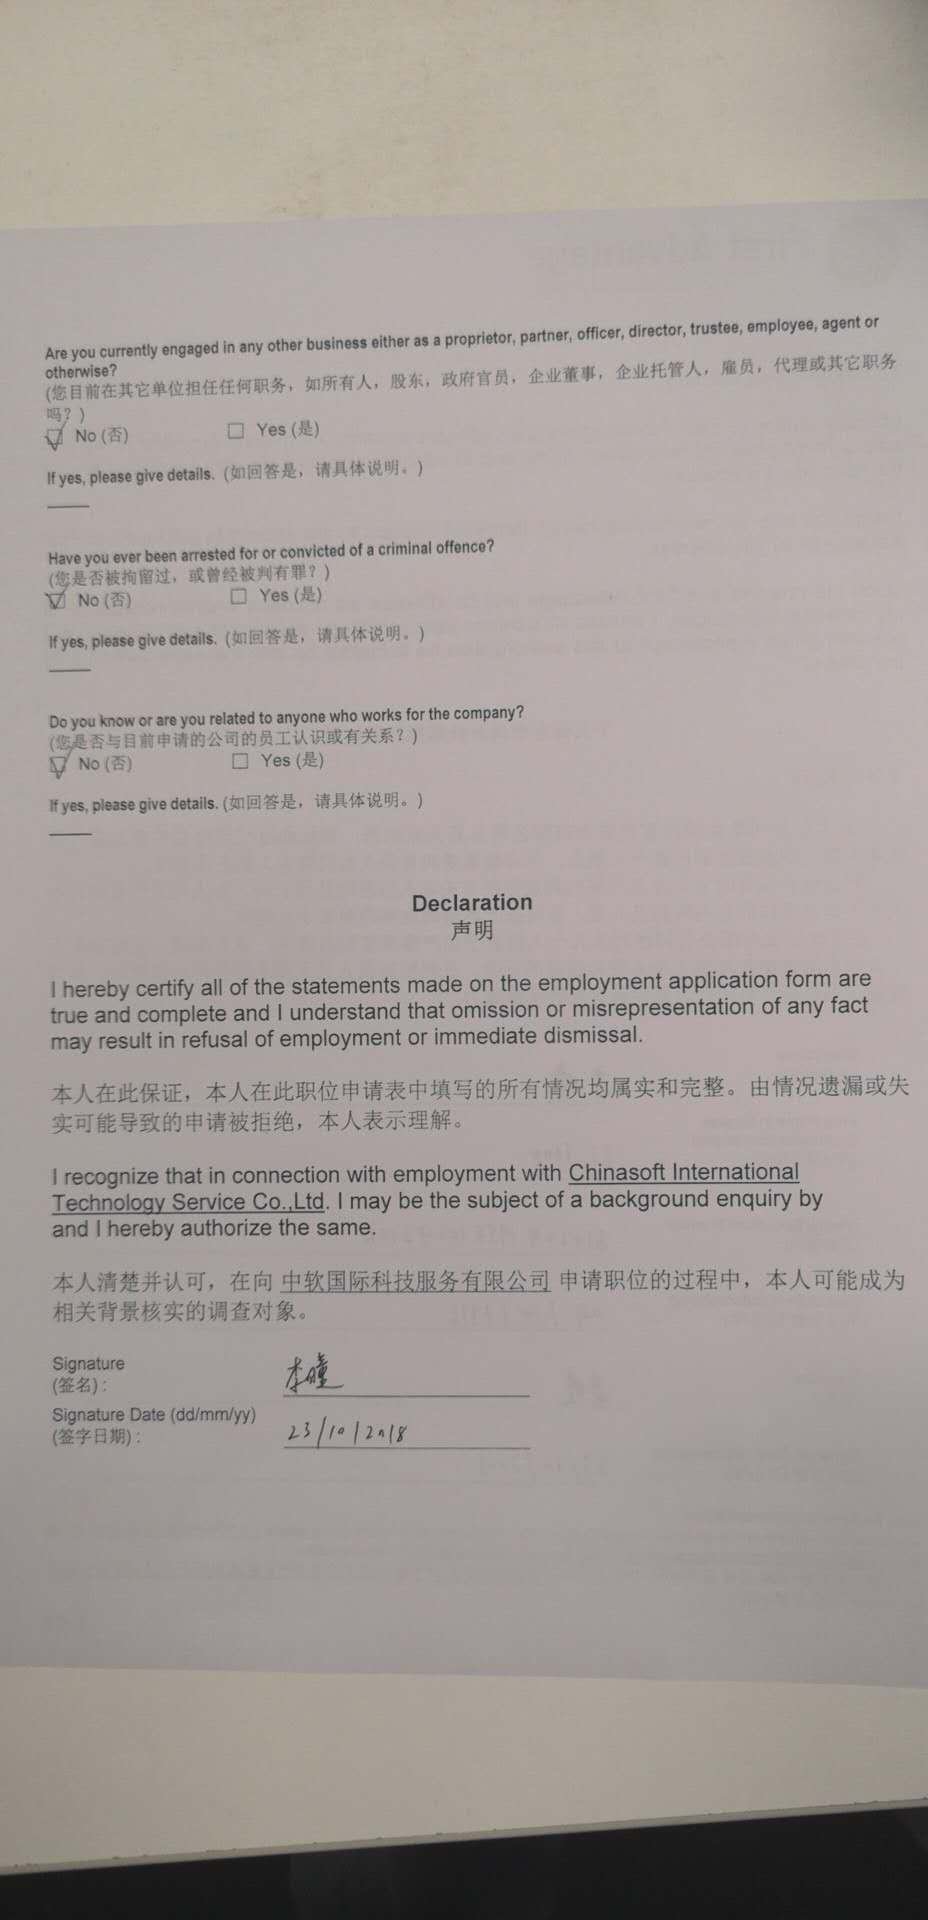 Are you currently engaged in any other business either as a proprietor, partner, officer, director, trustee, employee, agent or
otherwise?
(您目前在其它单位担任任何职务，如所有人，股东，政府官员，企业董事，企业托管人，雇员，代理或其它职务
吗？)
No (否) Yes (是)
If yes, please give details. (如回答是，请具体说明。)
Have you ever been arrested for or convicted of a criminal offence?
(您是否被拘留过，或曾经被判有罪？)
No (否) Yes (是)
If yes, please give details. (如回答是，请具体说明。)
Do you know or are you related to anyone who works for the company?
(您是否与目前申请的公司的员工认识或有关系？)
No (否) Yes (是)
If yes, please give details. (如回答是，请具体说明。)
Declaration
声明
I hereby certify all of the statements made on the employment application form are
true and complete and I understand that omission or misrepresentation of any fact
may result in refusal of employment or immediate dismissal.
本人在此保证，本人在此职位申请表中填写的所有情况均属实和完整。由情况遗漏或失
实可能导致的申请被拒绝，本人表示理解。
I recognize that in connection with employment with Chinasoft International
Technology Service Co.,Ltd. I may be the subject of a background enquiry by
and I hereby authorize the same.
本人清楚并认可，在向 中软国际科技服务有限公司 申请职位的过程中，本人可能成为
相关背景核实的调查对象。
Signature
(签名)： 李
Signature Date (dd/mm/yy)
(签字日期)： 23/10/2018